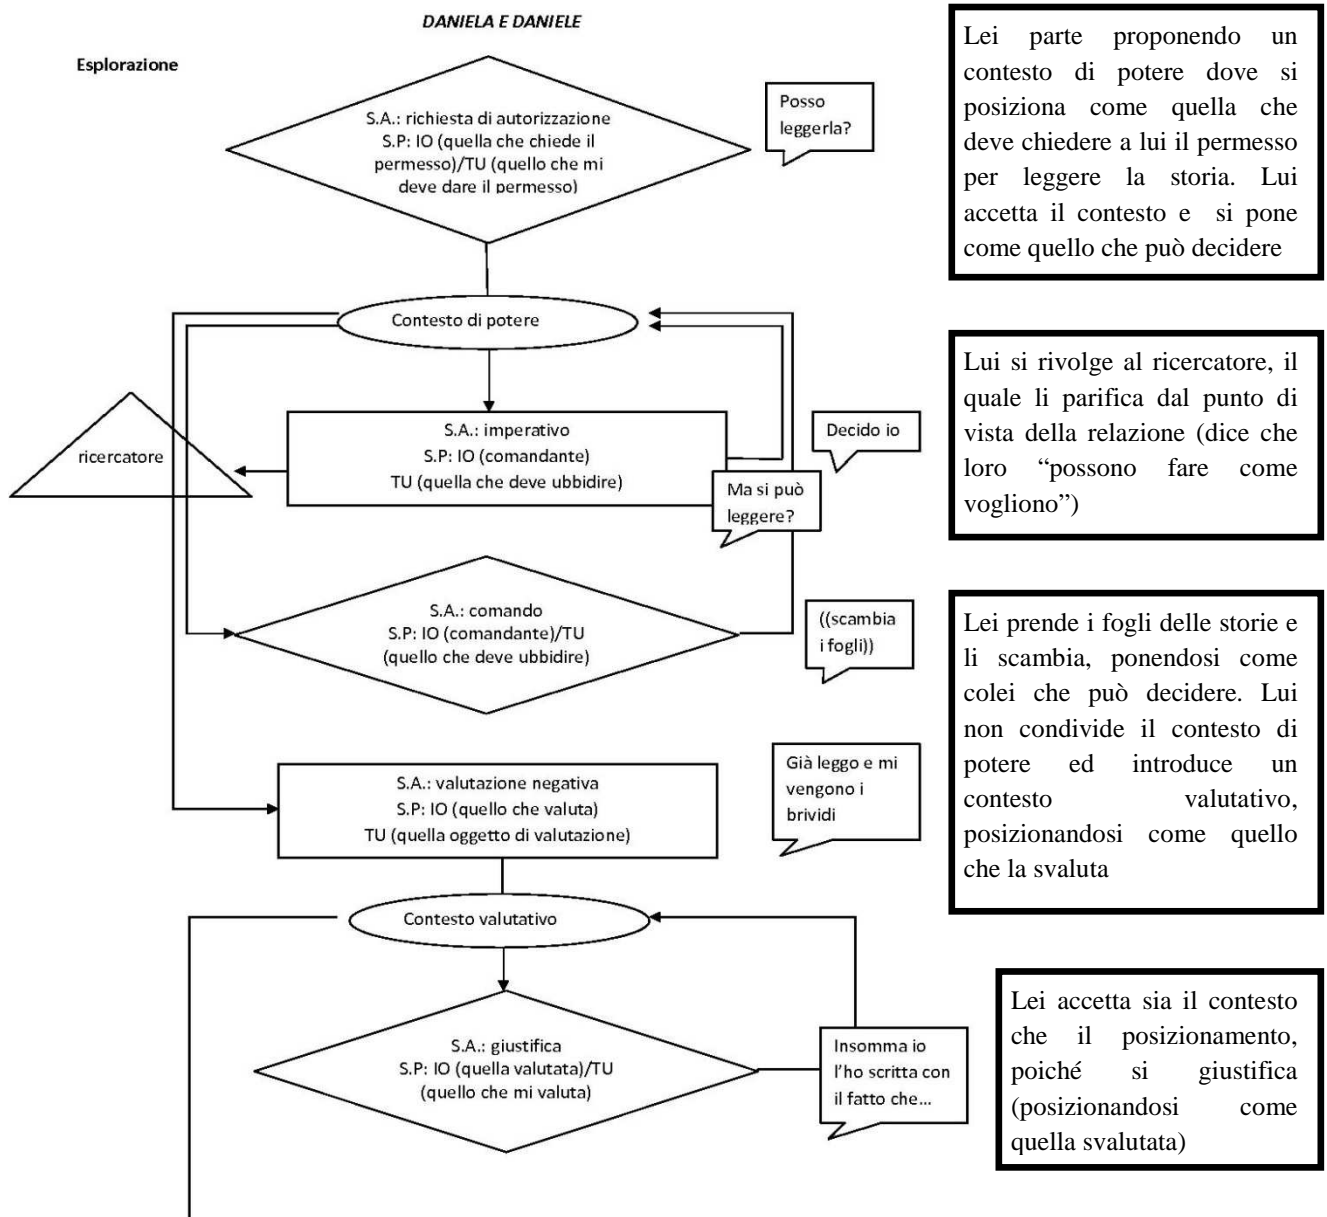 DANIELA E DANIELE
Esplorazione
S.A.: richiesta di autorizzazione
S.P: IO (quella che chiede il
permesso)/TU (quello che mi
deve dare il permesso)
Posso
leggerla?
Lei parte proponendo un
contesto di potere dove si
posiziona come quella che
deve chiedere a lui il permesso
per leggere la storia. Lui
accetta il contesto e si pone
come quello che può decidere
Contesto di potere
ricercatore
S.A.: imperativo
S.P: IO (comandante)
TU (quella che deve ubbidire)
Decido io
Ma si può
leggere?
Lui si rivolge al ricercatore, il
quale li parifica dal punto di
vista della relazione (dice che
loro “possono fare come
vogliono”)
S.A.: comando
S.P: IO (comandante)/TU
(quello che deve ubbidire)
((scambia
i fogli))
Lei prende i fogli delle storie e
li scambia, ponendosi come
colei che può decidere. Lui
non condivide il contesto di
potere ed introduce un
contesto valutativo,
posizionandosi come quello
che la svaluta
S.A.: valutazione negativa
S.P: IO (quello che valuta)
TU (quella oggetto di valutazione)
Già leggo e mi
vengono i
brividi
Contesto valutativo
S.A.: giustifica
S.P: IO (quella valutata)/TU
(quello che mi valuta)
Insomma io
l’ho scritta con
il fatto che…
Lei accetta sia il contesto
che il posizionamento,
poiché si giustifica
(posizionandosi come
quella svalutata)